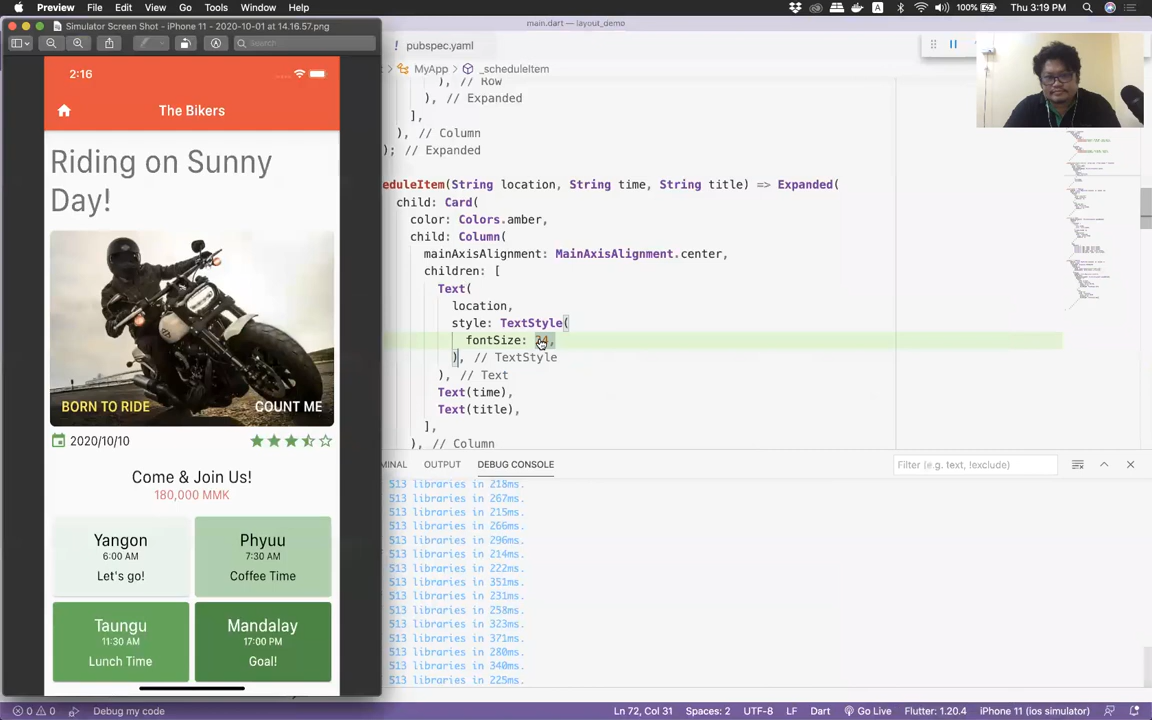 Preview File Edit View Go Tools Window Help
100% Thu 3:19 PM
Simulator Screen Shot - iPhone 11 - 2020-10-01 at 14.16.57.png
main.dart — layout_demo
Search
pubspec.yaml
MyApp _scheduleItem
2:16
The Bikers
Riding on Sunny
Day!
BORN TO RIDE COUNT ME
2020/10/10
Come & Join Us!
180,000 MMK
Yangon
6:00 AM
Let's go!
Phyuu
7:30 AM
Coffee Time
Taungu
11:30 AM
Lunch Time
Mandalay
17:00 PM
Goal!
), // Row
), // Expanded
],
), // Column
); // Expanded
eduleItem(String location, String time, String title) => Expanded(
child: Card(
color: Colors.amber,
child: Column(
mainAxisAlignment: MainAxisAlignment.center,
children: [
Text(
location,
style: TextStyle(
fontSize: 
), // TextStyle
), // Text
Text(time),
Text(title),
],
), // Column
MINAL OUTPUT DEBUG CONSOLE
Filter (e.g. text, !exclude)
513 libraries in 218ms.
513 libraries in 267ms.
513 libraries in 215ms.
513 libraries in 266ms.
513 libraries in 296ms.
513 libraries in 214ms.
513 libraries in 222ms.
513 libraries in 351ms.
513 libraries in 231ms.
513 libraries in 258ms.
513 libraries in 323ms.
513 libraries in 371ms.
513 libraries in 280ms.
513 libraries in 340ms.
513 libraries in 225ms.
0 0 Debug my code
Ln 72, Col 31 Spaces: 2 UTF-8 LF Dart Go Live Flutter: 1.20.4 iPhone 11 (ios simulator)